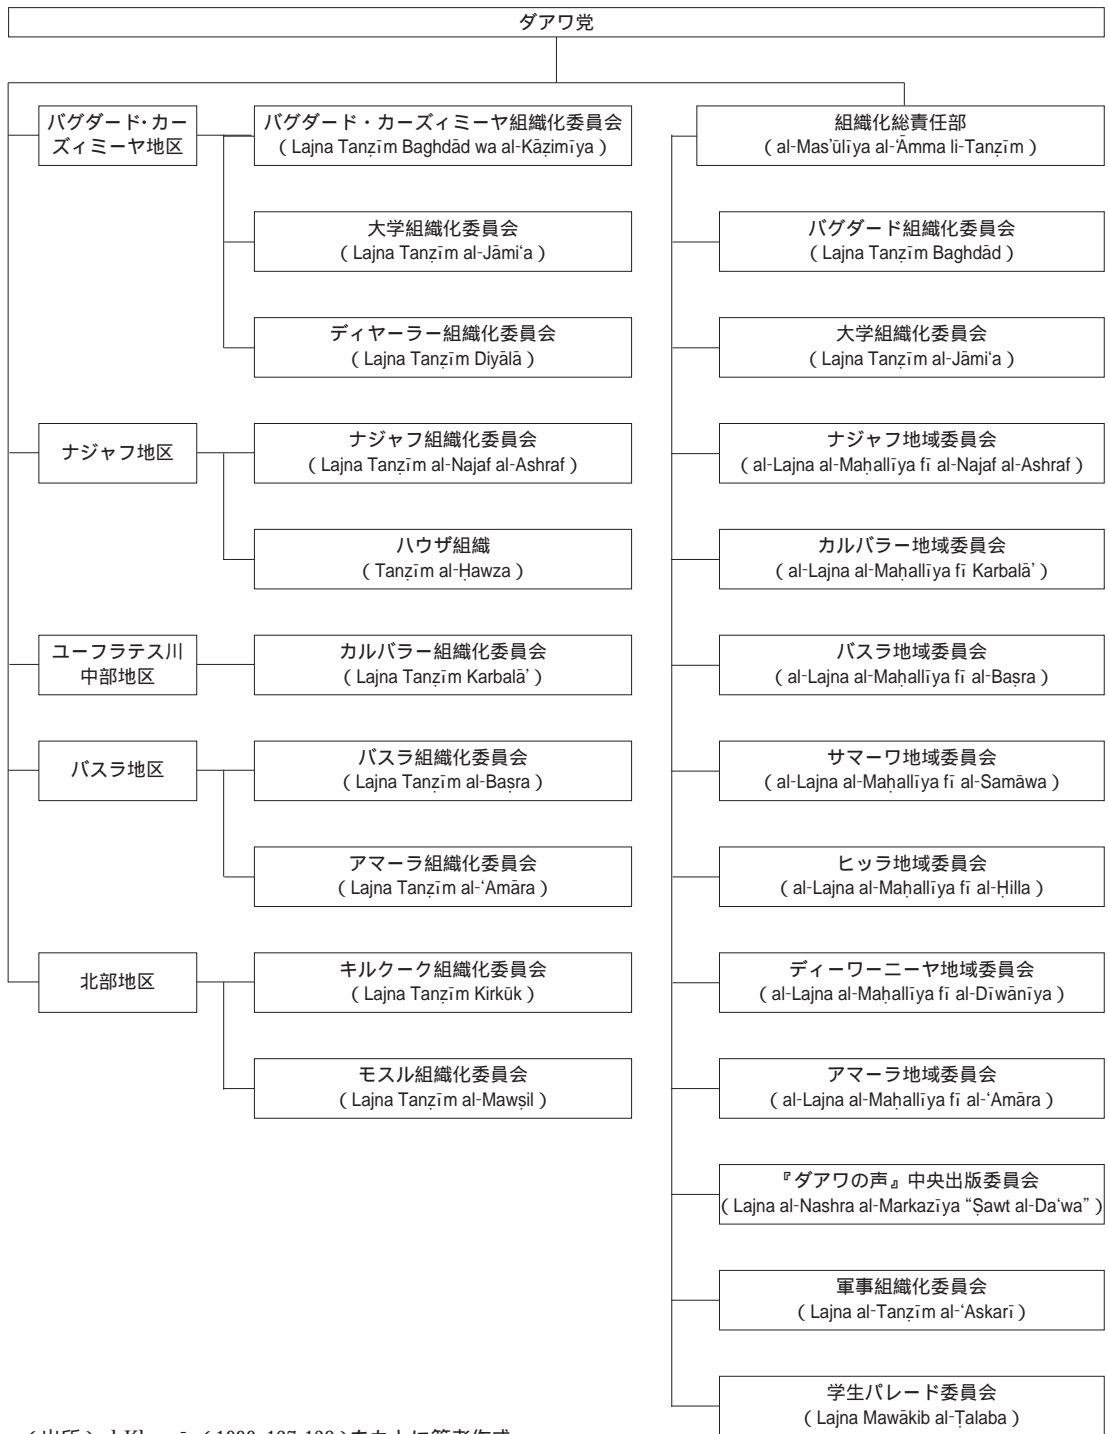 ダアワ党
バグダード・カー
ズィミーヤ地区
バグダード・カーズィミーヤ組織化委員会
( Lajna Tanẓīm Baghdād wa al-Kāẓimīya )
大学組織化委員会
( Lajna Tanẓīm al-Jāmi‘a )
ディヤーラー組織化委員会
( Lajna Tanẓīm Diyālā )
ナジャフ地区
ナジャフ組織化委員会
( Lajna Tanẓīm al-Najaf al-Ashraf )
ハウザ組織
( Tanẓīm al-Ḥawza )
ユーフラテス川
中部地区
カルバラー組織化委員会
( Lajna Tanẓīm Karbalā’ )
バスラ地区
バスラ組織化委員会
( Lajna Tanẓīm al-Baṣra )
アマーラ組織化委員会
( Lajna Tanẓīm al-‘Amāra )
北部地区
キルクーク組織化委員会
( Lajna Tanẓīm Kirkūk )
モスル組織化委員会
( Lajna Tanẓīm al-Mawṣil )
組織化総責任部
( al-Mas’ūlīya al-‘Āmma li-Tanẓīm )
バグダード組織化委員会
( Lajna Tanẓīm Baghdād )
大学組織化委員会
( Lajna Tanẓīm al-Jāmi‘a )
ナジャフ地域委員会
( al-Lajna al-Maḥallīya fī al-Najaf al-Ashraf )
カルバラー地域委員会
( al-Lajna al-Maḥallīya fī Karbalā’ )
バスラ地域委員会
( al-Lajna al-Maḥallīya fī al-Baṣra )
サマーワ地域委員会
( al-Lajna al-Maḥallīya fī al-Samāwa )
ヒッラ地域委員会
( al-Lajna al-Maḥallīya fī al-Ḥilla )
ディーワーニーヤ地域委員会
( al-Lajna al-Maḥallīya fī al-Dīwānīya )
アマーラ地域委員会
( al-Lajna al-Maḥallīya fī al-‘Amāra )
『ダアワの声』中央出版委員会
( Lajna al-Nashra al-Markazīya “Ṣawt al-Da‘wa” )
軍事組織化委員会
( Lajna al-Tanẓīm al-‘Askarī )
学生パレード委員会
( Lajna Mawākib al-Ṭalaba )